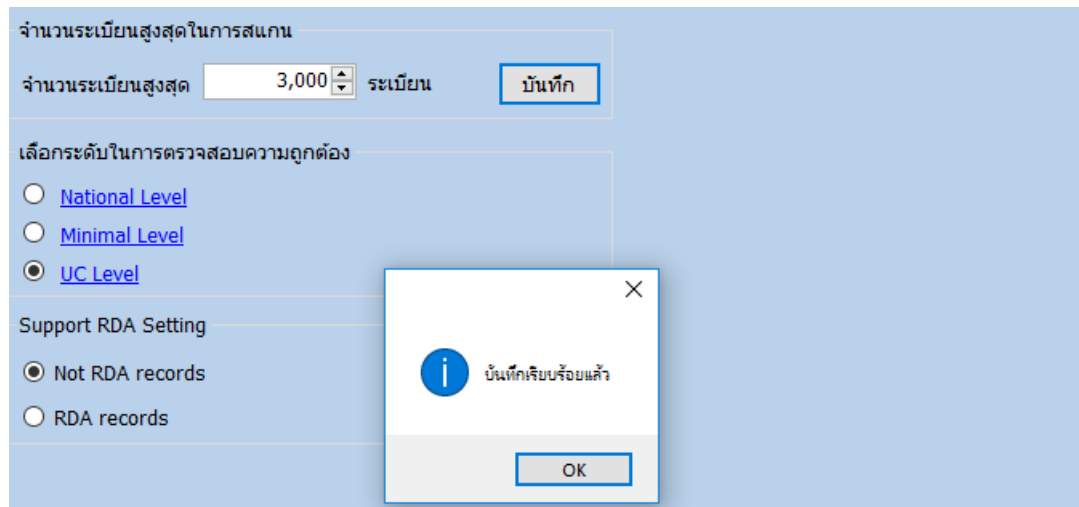 จำนวนระเบียนสูงสุดในการสแกน
จำนวนระเบียนสูงสุด 3,000 ระเบียน บันทึก
เลือกระดับในการตรวจสอบความถูกต้อง
National Level
Minimal Level
UC Level
Support RDA Setting
Not RDA records
บันทึกเรียบร้อยแล้ว
RDA records
OK